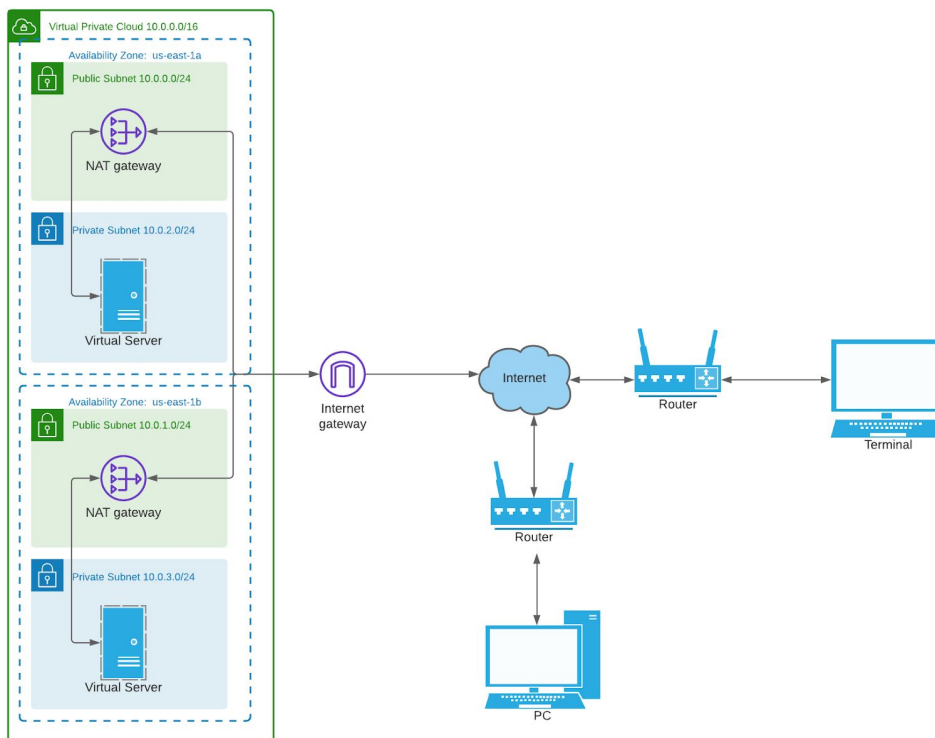 Virtual Private Cloud 10.0.0.0/16
Availability Zone: us-east-1a
Public Subnet 10.0.0.0/24
NAT gateway
Private Subnet 10.0.2.0/24
Virtual Server
Availability Zone: us-east-1b
Public Subnet 10.0.1.0/24
NAT gateway
Private Subnet 10.0.3.0/24
Virtual Server
Internet
gateway
Internet
Router
Terminal
Router
PC